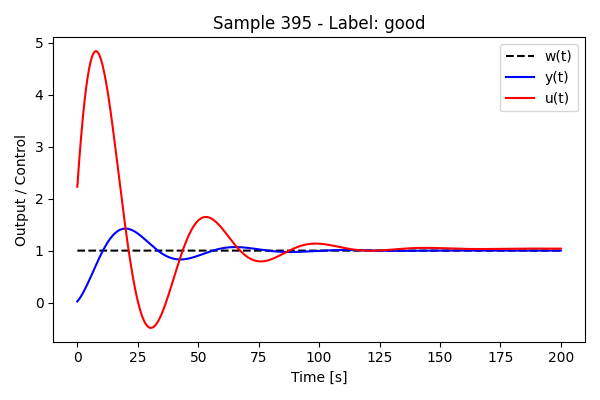 Sample 395 - Label: good
Output / Control
5
4
3
2
1
0
w(t)
y(t)
u(t)
0 25 50 75 100 125 150 175 200
Time [s]